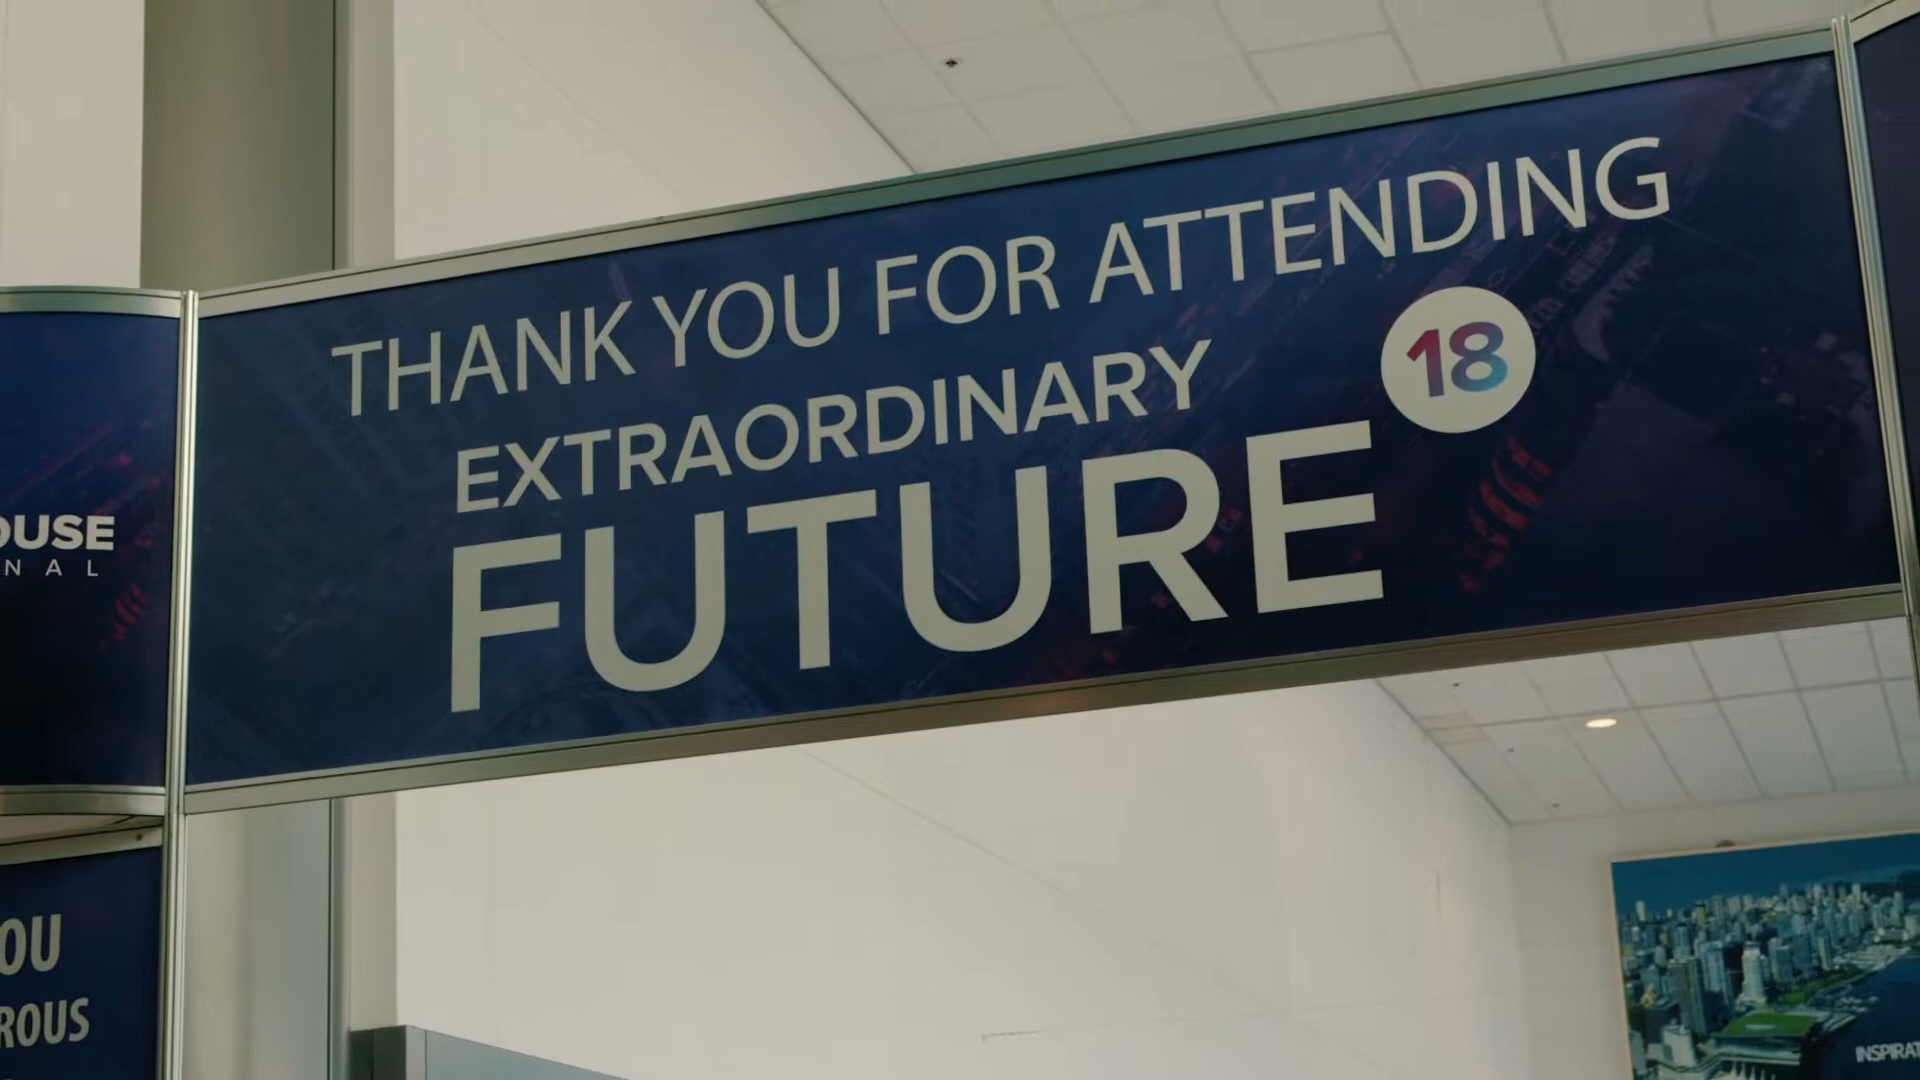 THANK YOU FOR ATTENDING
EXTRAORDINARY
FUTURE
18
OUSE
NAL
OU
ROUS
INSPIRAT